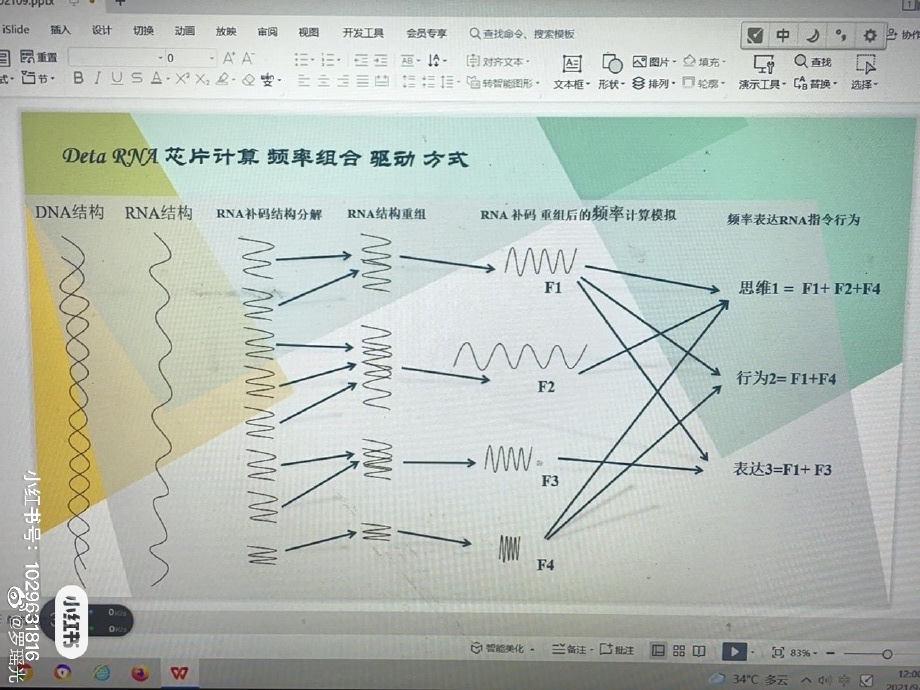 02109.pptx
iSlide 插入 设计 切换 动画 放映 审阅 视图 开发工具 会员专享 查找命令、搜索模板 中 协作
重置 0 A+ A- 对齐文本 图片 填充 查找
节 B I U S A X² X₂ 转智能图形 文本框 形状 排列 轮廓 演示工具 替换 选择
Deta RNA 芯片计算 频率组合 驱动 方式
DNA结构 RNA结构 RNA补码结构分解 RNA结构重组 RNA 补码 重组后的频率计算模拟 频率表达RNA指令行为
F1
思维1 = F1+ F2+F4
F2
行为2= F1+F4
F3
表达3=F1+ F3
F4
小红书号：1029631816
小红书
@罗瑶光
智能美化 备注 批注 83%
34°C 多云 12:0
2021/